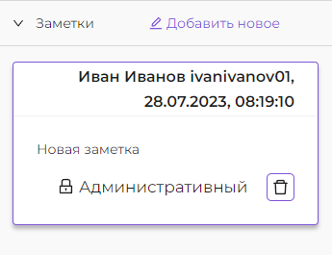 Заметки Добавить новое
Иван Иванов ivanivanov01,
28.07.2023, 08:19:10
Новая заметка
Административный